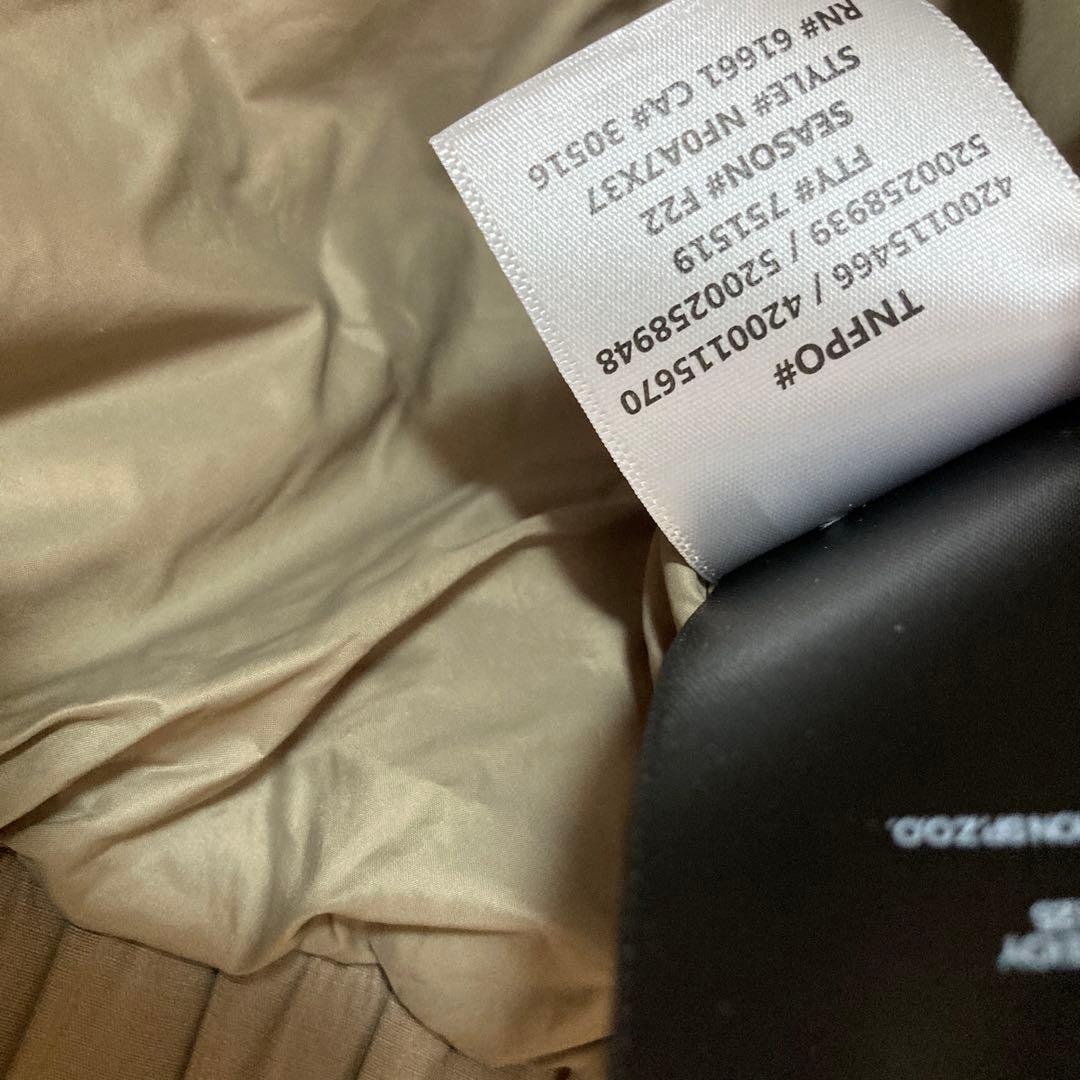 TNFPO#
4200115466 / 4200115670
5200258939 / 5200258948
FTY# 751519
SEASON# F22
STYLE# NF0A7X37
RN# 61661 CA# 30516